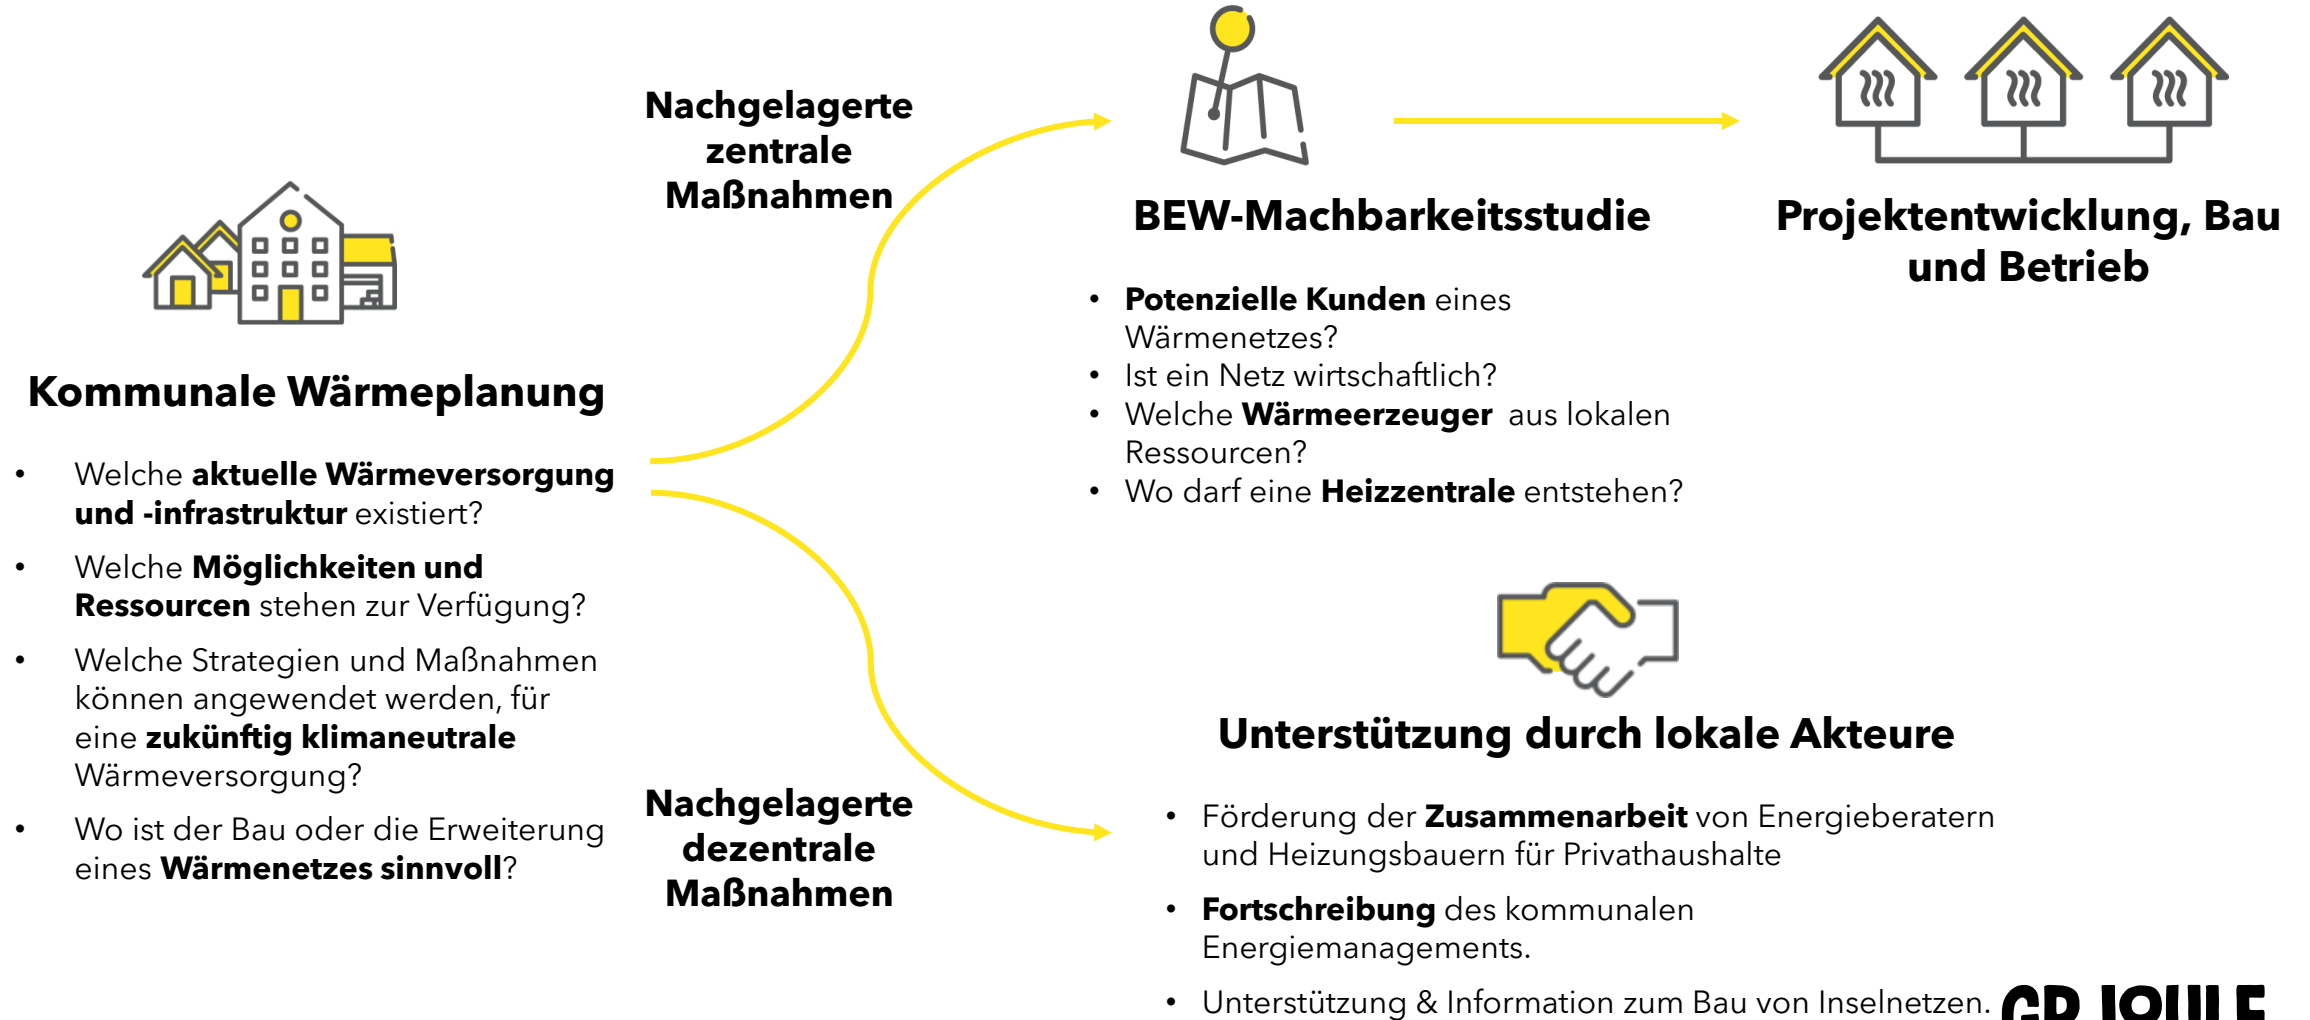 Kommunale Wärmeplanung
• Welche aktuelle Wärmeversorgung
und -infrastruktur existiert?
• Welche Möglichkeiten und
Ressourcen stehen zur Verfügung?
• Welche Strategien und Maßnahmen
können angewendet werden, für
eine zukünftig klimaneutrale
Wärmeversorgung?
• Wo ist der Bau oder die Erweiterung
eines Wärmenetzes sinnvoll?
Nachgelagerte
zentrale
Maßnahmen
BEW-Machbarkeitsstudie
• Potenzielle Kunden eines
Wärmenetzes?
• Ist ein Netz wirtschaftlich?
• Welche Wärmeerzeuger aus lokalen
Ressourcen?
• Wo darf eine Heizzentrale entstehen?
Projektentwicklung, Bau
und Betrieb
Nachgelagerte
dezentrale
Maßnahmen
Unterstützung durch lokale Akteure
• Förderung der Zusammenarbeit von Energieberatern
und Heizungsbauern für Privathaushalte
• Fortschreibung des kommunalen
Energiemanagements.
• Unterstützung & Information zum Bau von Inselnetzen.
GP JOULE